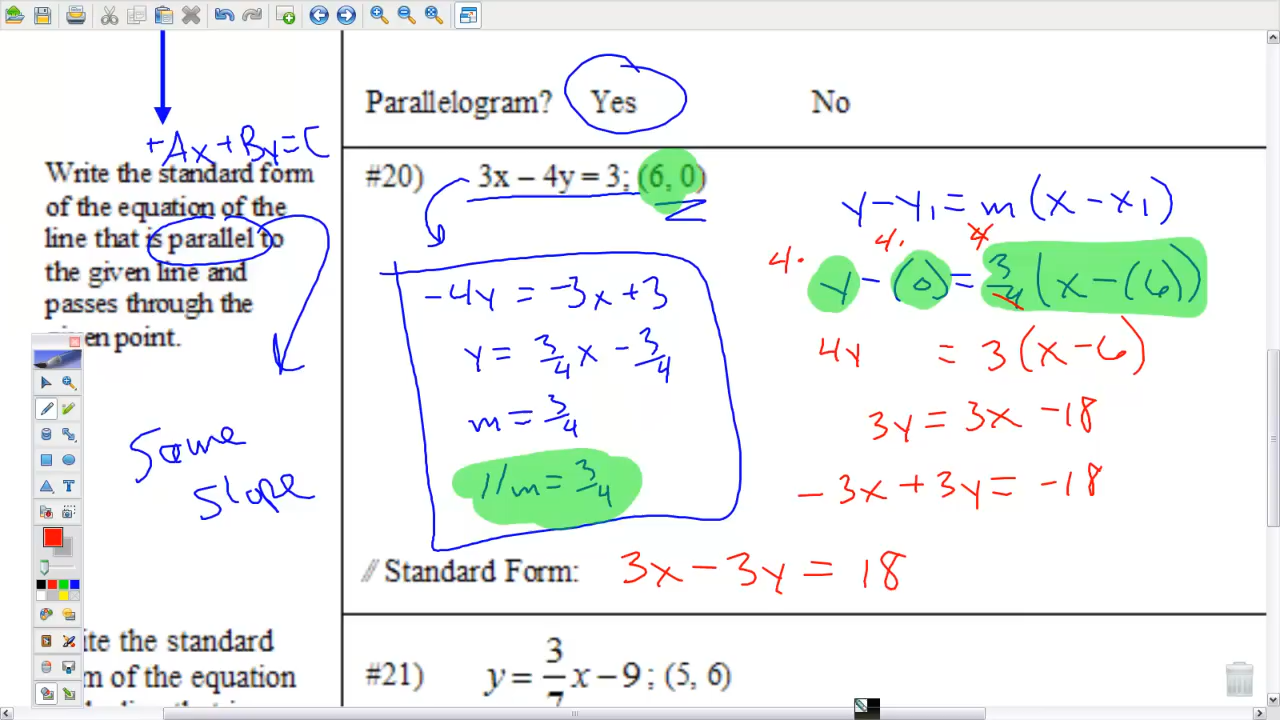 Parallelogram? Yes No
+Ax + By = C
Write the standard form
of the equation of the
line that is parallel to
the given line and
passes through the
given point.
Same
slope
#20) 3x – 4y = 3; (6, 0)
-4y = -3x + 3
y = 3/4 x - 3/4
m = 3/4
// m = 3/4
y - y₁ = m(x - x₁)
4· 4· 4
y - (0) = 3/4 (x - (6))
4y = 3(x - 6)
3y = 3x - 18
-3x + 3y = -18
// Standard Form: 3x - 3y = 18
ite the standard
m of the equation
#21) y = 3/7 x – 9; (5, 6)